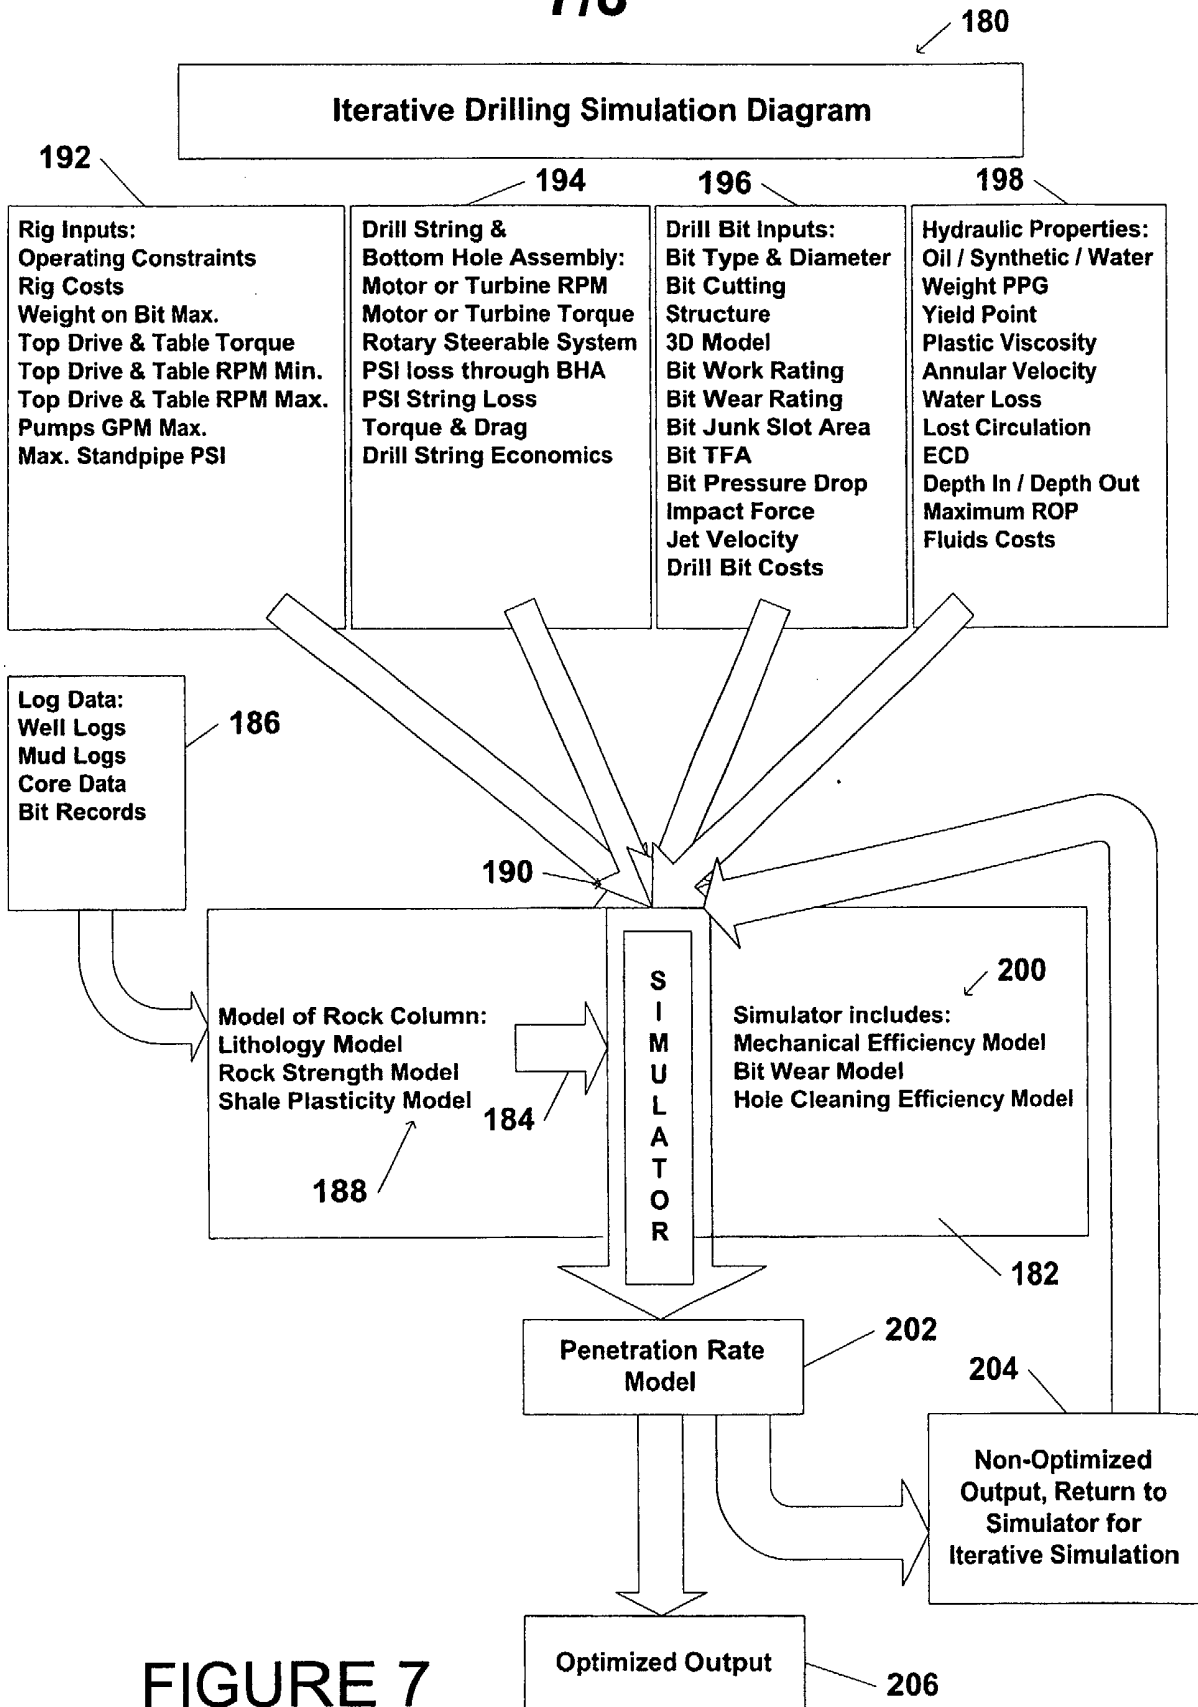 180
Iterative Drilling Simulation Diagram
192
194
196
198
Rig Inputs:
Operating Constraints
Rig Costs
Weight on Bit Max.
Top Drive & Table Torque
Top Drive & Table RPM Min.
Top Drive & Table RPM Max.
Pumps GPM Max.
Max. Standpipe PSI
Drill String &
Bottom Hole Assembly:
Motor or Turbine RPM
Motor or Turbine Torque
Rotary Steerable System
PSI loss through BHA
PSI String Loss
Torque & Drag
Drill String Economics
Drill Bit Inputs:
Bit Type & Diameter
Bit Cutting
Structure
3D Model
Bit Work Rating
Bit Wear Rating
Bit Junk Slot Area
Bit TFA
Bit Pressure Drop
Impact Force
Jet Velocity
Drill Bit Costs
Hydraulic Properties:
Oil / Synthetic / Water
Weight PPG
Yield Point
Plastic Viscosity
Annular Velocity
Water Loss
Lost Circulation
ECD
Depth In / Depth Out
Maximum ROP
Fluids Costs
Log Data:
Well Logs
Mud Logs
Core Data
Bit Records
186
190
Model of Rock Column:
Lithology Model
Rock Strength Model
Shale Plasticity Model
184
188
SIMULATOR
200
Simulator includes:
Mechanical Efficiency Model
Bit Wear Model
Hole Cleaning Efficiency Model
182
Penetration Rate
Model
202
204
Non-Optimized
Output, Return to
Simulator for
Iterative Simulation
Optimized Output
206
FIGURE 7